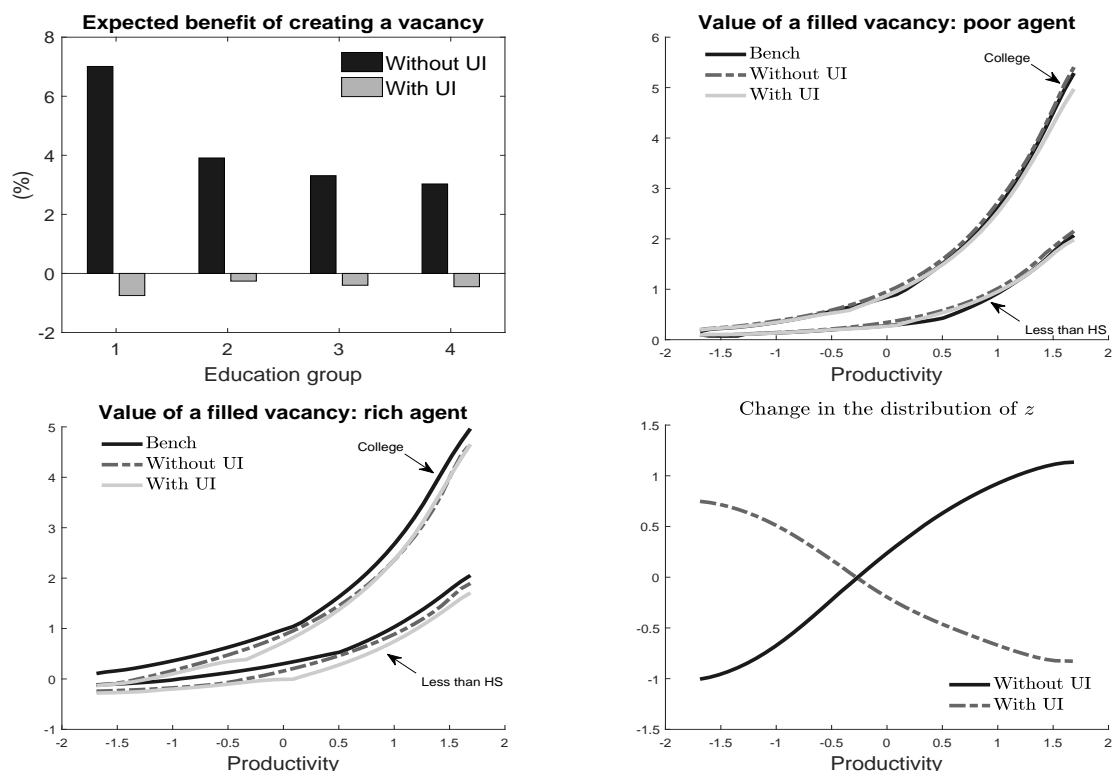 Expected benefit of creating a vacancy
8
6
4
2
0
-2
(%)
Without UI
With UI
1 2 3 4
Education group
Value of a filled vacancy: poor agent
6
5
4
3
2
1
0
Bench
Without UI
With UI
College
Less than HS
-2 -1.5 -1 -0.5 0 0.5 1 1.5 2
Productivity
Value of a filled vacancy: rich agent
5
4
3
2
1
0
-1
Bench
Without UI
With UI
College
Less than HS
-2 -1.5 -1 -0.5 0 0.5 1 1.5 2
Productivity
Change in the distribution of z
1.5
1
0.5
0
-0.5
-1
-1.5
Without UI
With UI
-2 -1.5 -1 -0.5 0 0.5 1 1.5 2
Productivity